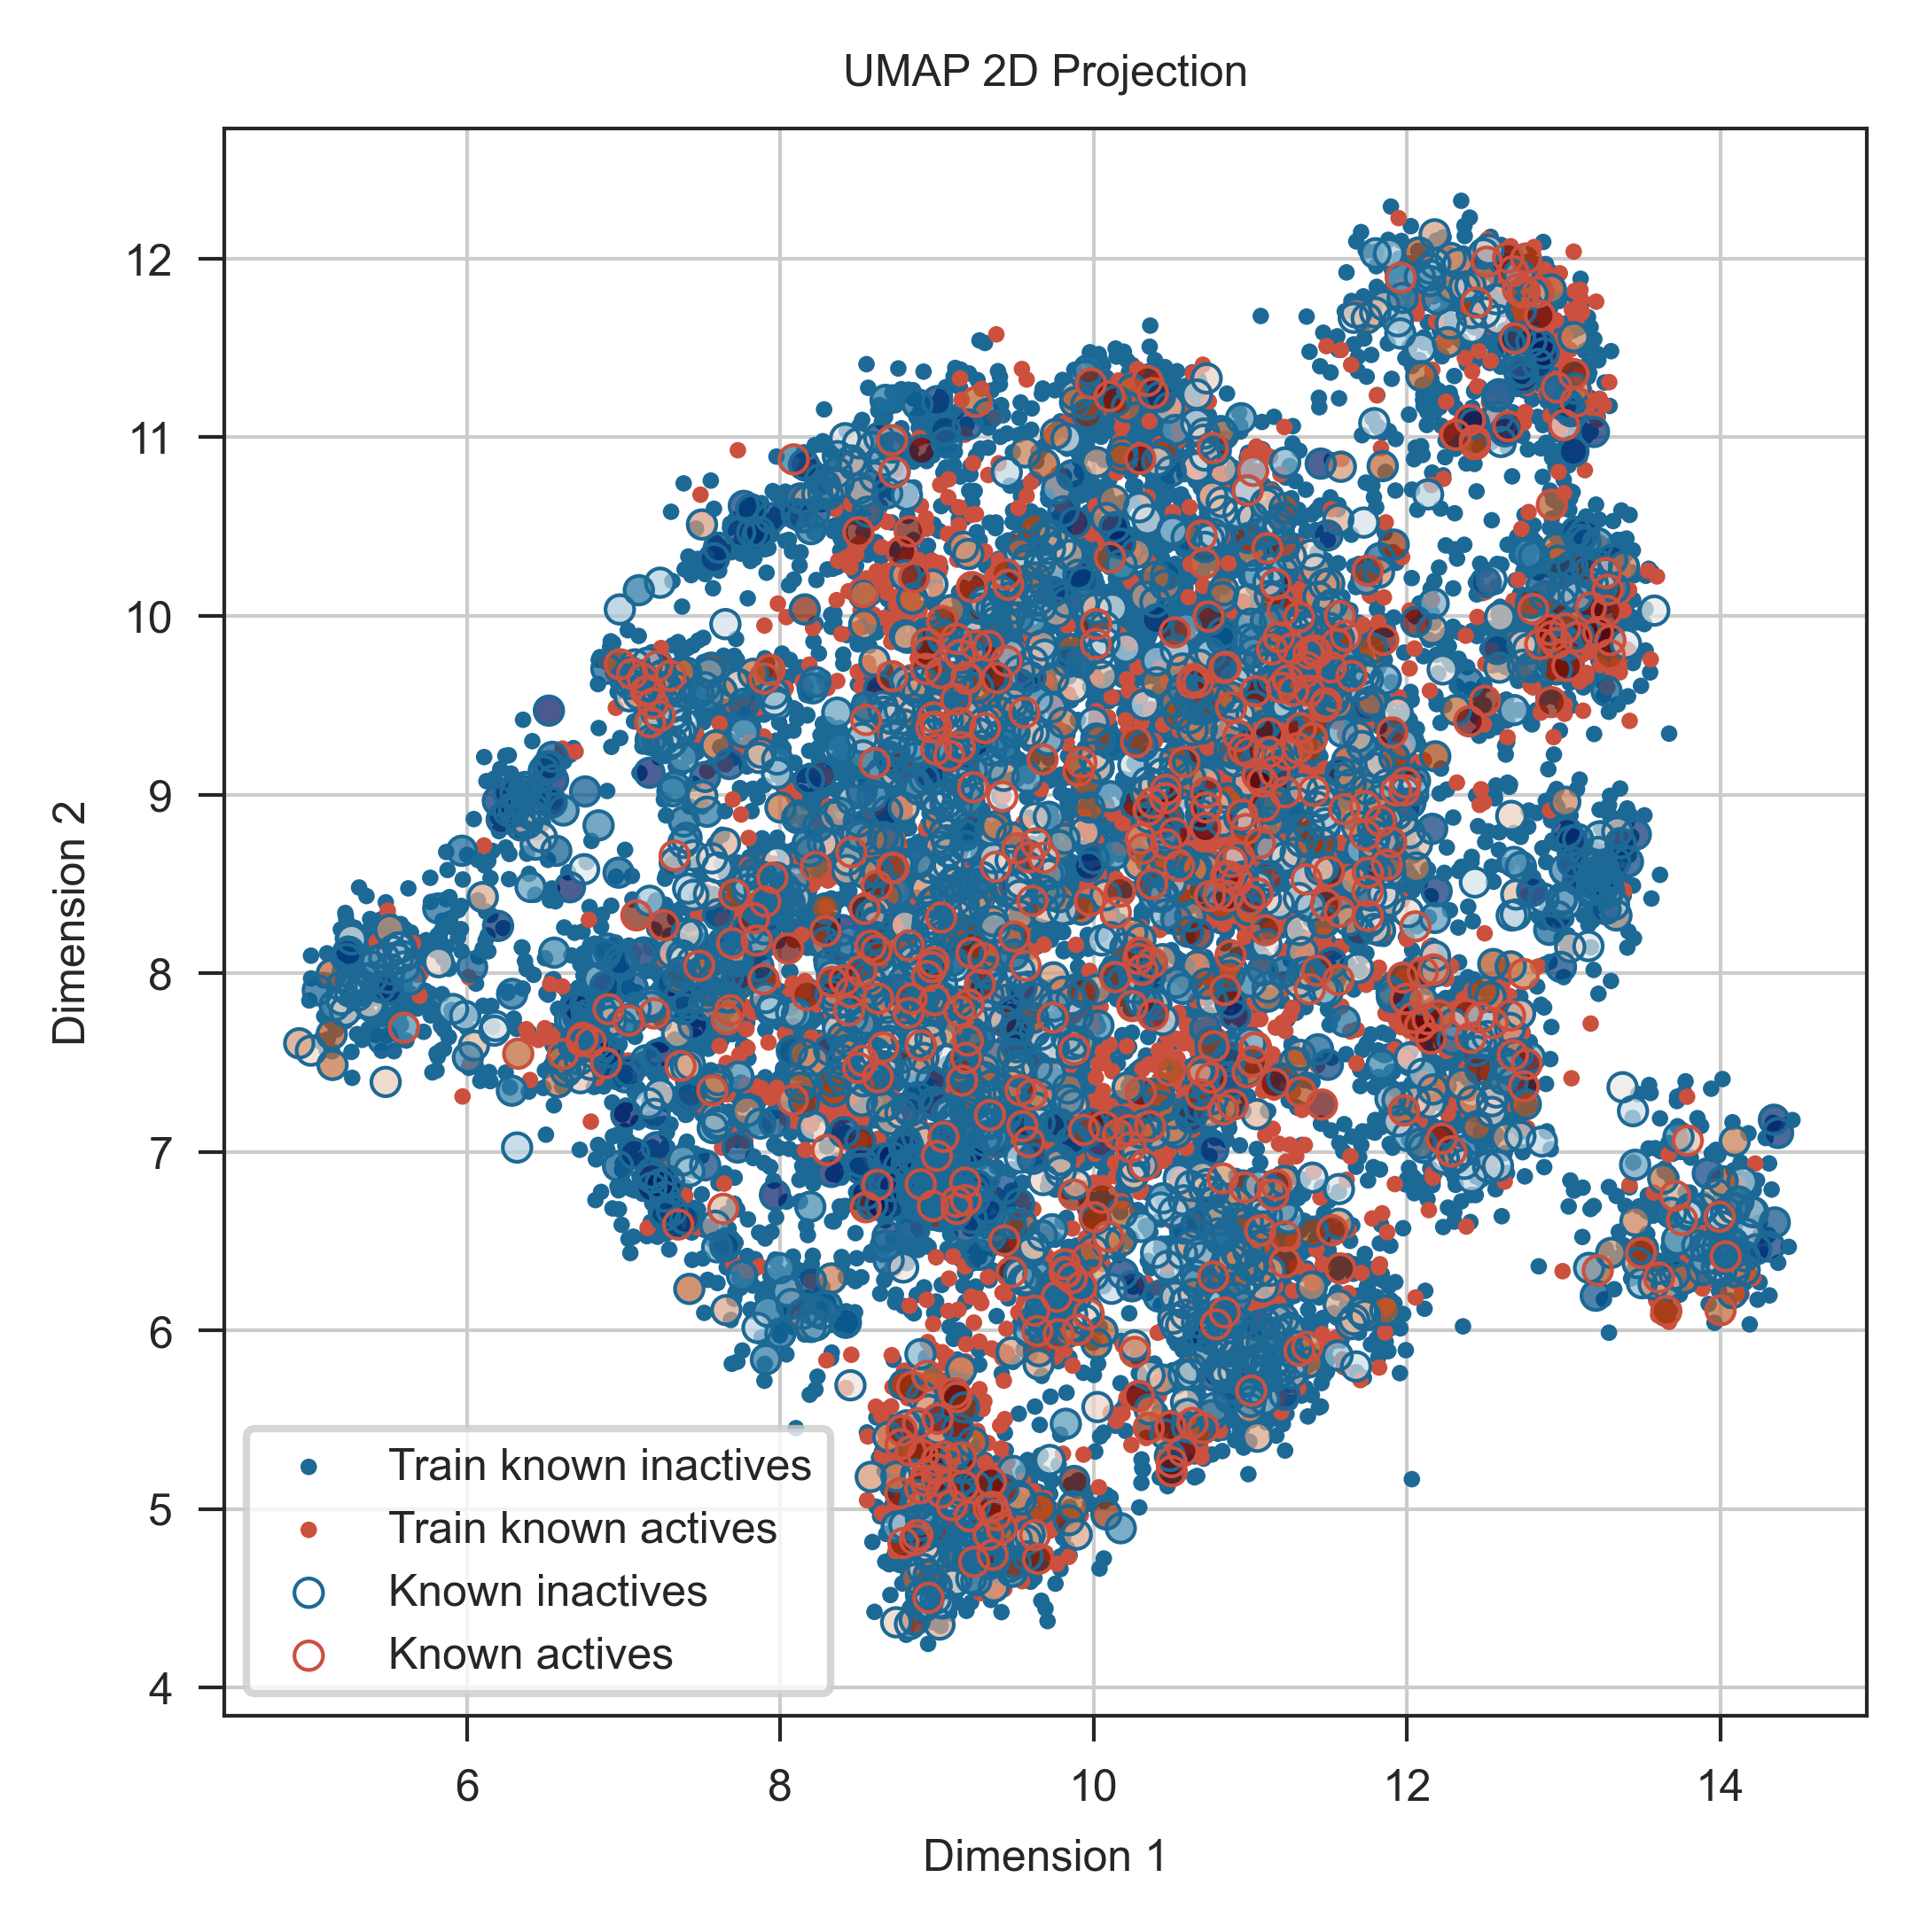 UMAP 2D Projection
12
11
10
9
8
7
6
5
4
Dimension 2
Train known inactives
Train known actives
Known inactives
Known actives
6 8 10 12 14
Dimension 1